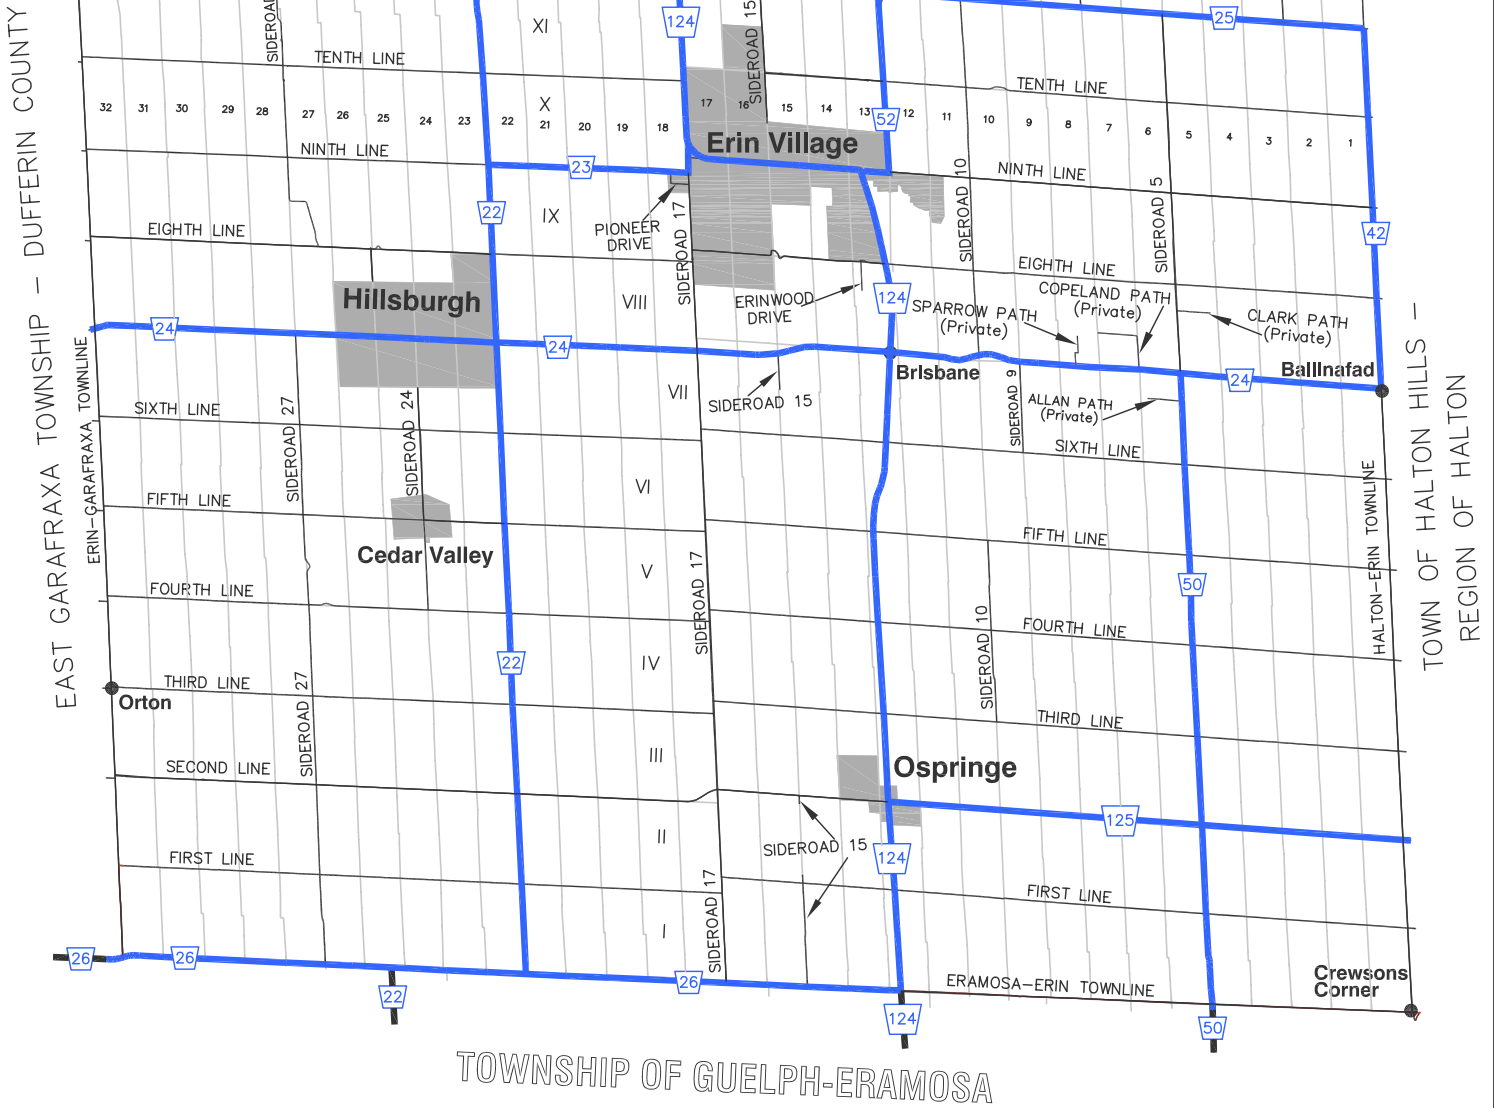 EAST GARAFRAXA TOWNSHIP — DUFFERIN COUNTY
SIDEROAD
XI
124
SIDEROAD 15
25
TENTH LINE
TENTH LINE
32 31 30 29 28 27 26 25 24 23 22 21 20 19 18 17 16 15 14 13 12 11 10 9 8 7 6 5 4 3 2 1
X
52
Erin Village
NINTH LINE
23
NINTH LINE
SIDEROAD 10
SIDEROAD 5
22
IX
PIONEER
DRIVE
SIDEROAD 17
42
EIGHTH LINE
EIGHTH LINE
Hillsburgh
VIII
ERINWOOD
DRIVE
124
SPARROW PATH
(Private)
COPELAND PATH
(Private)
CLARK PATH
(Private)
24
24
ERIN-GARAFRAXA TOWNLINE
BrIsbane
BallInafad
24
VII
SIDEROAD 15
SIDEROAD 9
ALLAN PATH
(Private)
SIXTH LINE
SIDEROAD 27
SIDEROAD 24
SIXTH LINE
VI
FIFTH LINE
FIFTH LINE
Cedar Valley
V
SIDEROAD 17
HALTON-ERIN TOWNLINE
TOWN OF HALTON HILLS —
REGION OF HALTON
50
FOURTH LINE
SIDEROAD 10
FOURTH LINE
22
IV
Orton
THIRD LINE
SIDEROAD 27
THIRD LINE
III
Ospringe
SECOND LINE
125
II
SIDEROAD 15
124
FIRST LINE
FIRST LINE
SIDEROAD 17
I
26
26
26
22
ERAMOSA-ERIN TOWNLINE
Crewsons
Corner
124
50
TOWNSHIP OF GUELPH-ERAMOSA